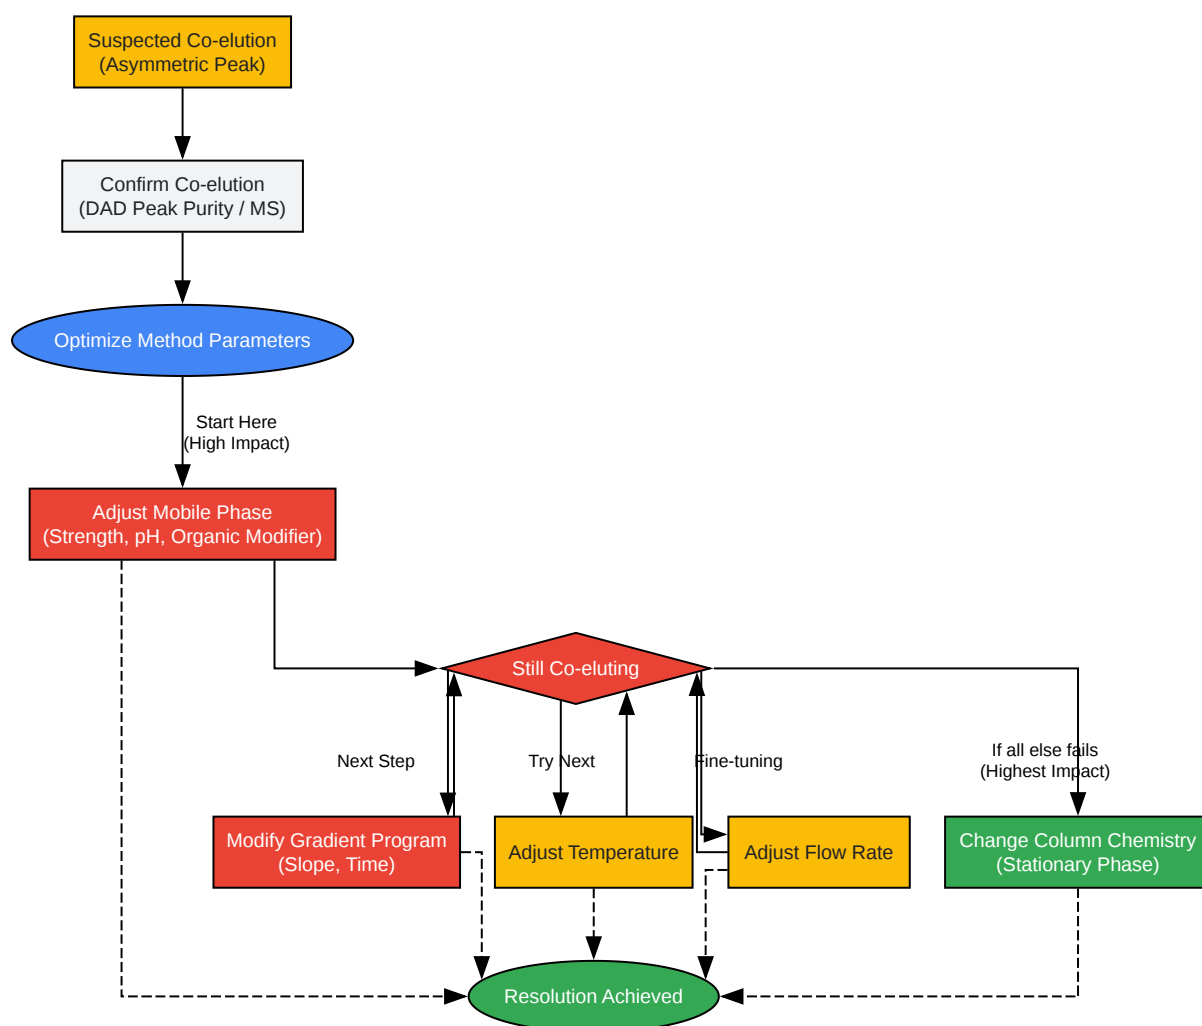 Suspected Co-elution
(Asymmetric Peak)
Confirm Co-elution
(DAD Peak Purity / MS)
Optimize Method Parameters
Start Here
(High Impact)
Adjust Mobile Phase
(Strength, pH, Organic Modifier)
Still Co-eluting
Next Step
Try Next
Fine-tuning
If all else fails
(Highest Impact)
Modify Gradient Program
(Slope, Time)
Adjust Temperature
Adjust Flow Rate
Change Column Chemistry
(Stationary Phase)
Resolution Achieved